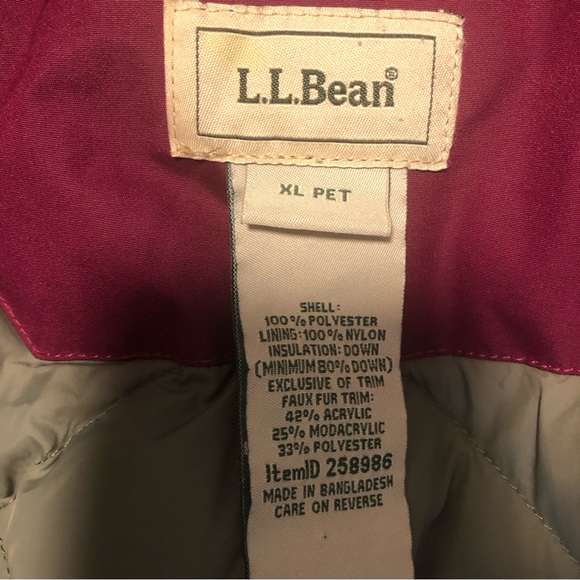 L.L.Bean®
XL PET
SHELL:
100% POLYESTER
LINING:100% NYLON
INSULATION: DOWN
(MINIMUM 80% DOWN)
EXCLUSIVE OF TRIM
FAUX FUR TRIM:
42% ACRYLIC
25% MODACRYLIC
33% POLYESTER
ItemID 258986
MADE IN BANGLADESH
CARE ON REVERSE